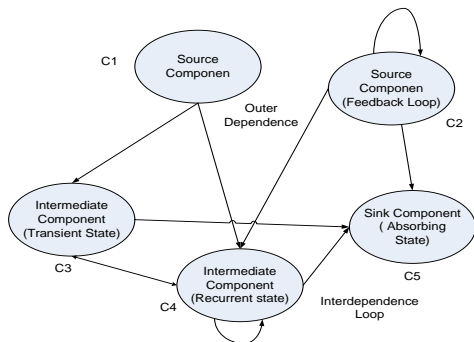 C1
Source
Componen
Source
Componen
(Feedback Loop)
C2
Outer
Dependence
Intermediate
Component
(Transient State)
C3
Sink Component
( Absorbing
State)
C5
Intermediate
Component
(Recurrent state)
C4
Interdependence
Loop